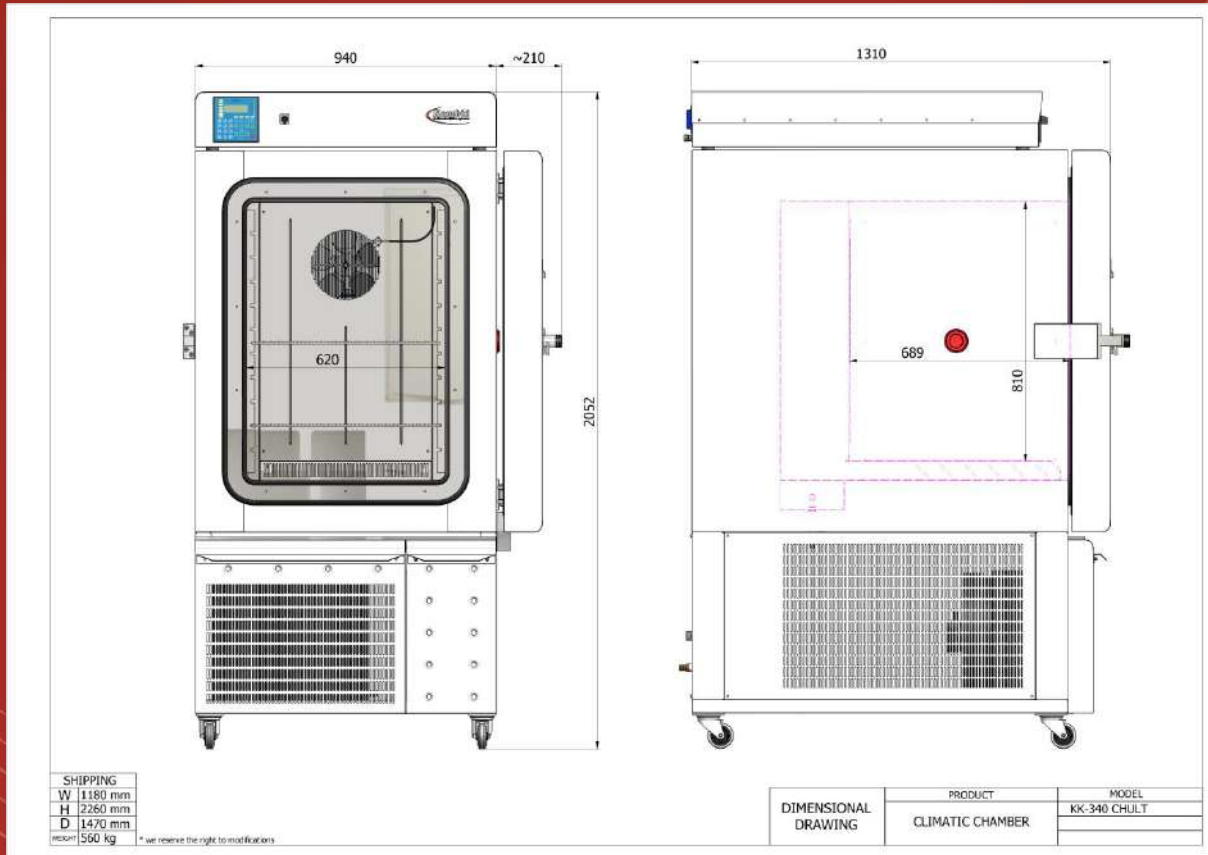 940
~210
1310
620
2052
689
810
SHIPPING
W 1180 mm
H 2260 mm
D 1470 mm
WEIGHT 560 kg
* we reserve the right to modifications
DIMENSIONAL
DRAWING
PRODUCT
CLIMATIC CHAMBER
MODEL
KK-340 CHULT